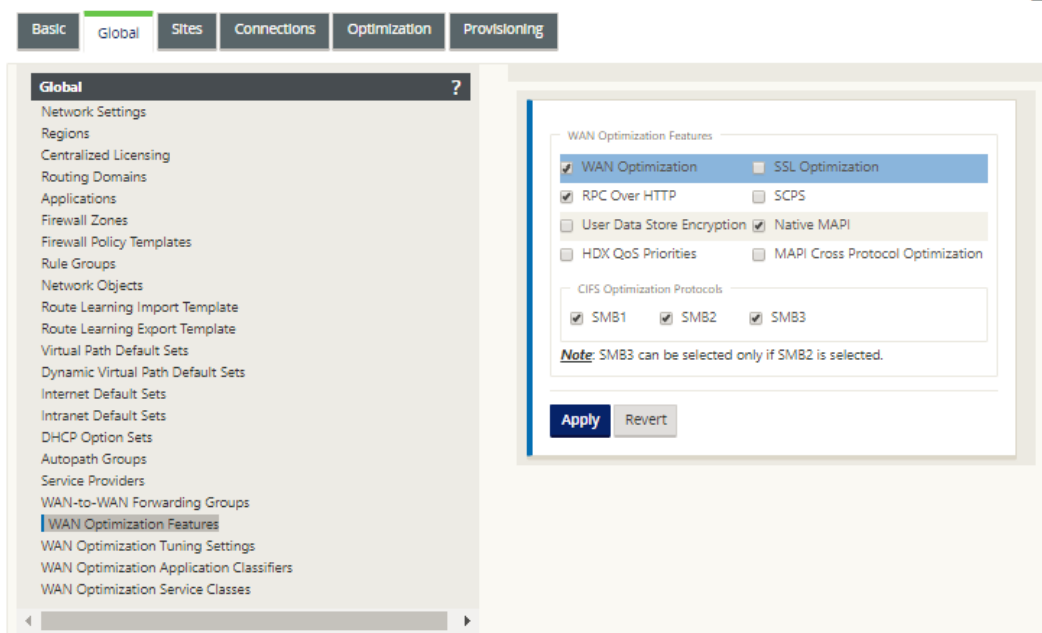 Basic Global Sites Connections Optimization Provisioning
Global ?
Network Settings
Regions
Centralized Licensing
Routing Domains
Applications
Firewall Zones
Firewall Policy Templates
Rule Groups
Network Objects
Route Learning Import Template
Route Learning Export Template
Virtual Path Default Sets
Dynamic Virtual Path Default Sets
Internet Default Sets
Intranet Default Sets
DHCP Option Sets
Autopath Groups
Service Providers
WAN-to-WAN Forwarding Groups
WAN Optimization Features
WAN Optimization Tuning Settings
WAN Optimization Application Classifiers
WAN Optimization Service Classes
WAN Optimization Features
WAN Optimization SSL Optimization
RPC Over HTTP SCPS
User Data Store Encryption Native MAPI
HDX QoS Priorities MAPI Cross Protocol Optimization
CIFS Optimization Protocols
SMB1 SMB2 SMB3
Note: SMB3 can be selected only if SMB2 is selected.
Apply Revert